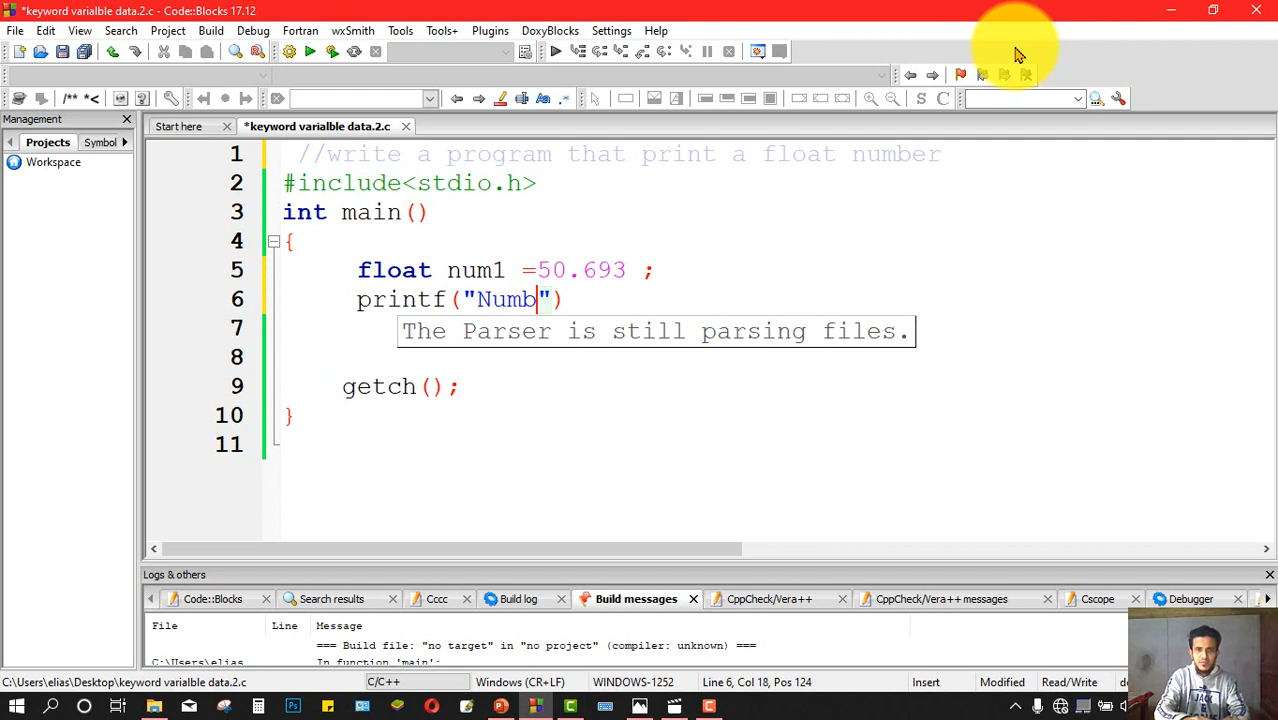 *keyword varialble data.2.c - Code::Blocks 17.12
File Edit View Search Project Build Debug Fortran wxSmith Tools Tools+ Plugins DoxyBlocks Settings Help
/** *< Aa .* S C
Management
Start here *keyword varialble data.2.c
Projects Symbol
Workspace
1 //write a program that print a float number
2 #include<stdio.h>
3 int main()
4 {
5 float num1 =50.693 ;
6 printf("Numb")
7 The Parser is still parsing files.
8
9 getch();
10 }
11
Logs & others
Code::Blocks Search results Cccc Build log Build messages CppCheck/Vera++ CppCheck/Vera++ messages Cscope Debugger
File Line Message
=== Build file: "no target" in "no project" (compiler: unknown) ===
C:\Users\elias... In function 'main':
C:\Users\elias\Desktop\keyword varialble data.2.c C/C++ Windows (CR+LF) WINDOWS-1252 Line 6, Col 18, Pos 124 Insert Modified Read/Write